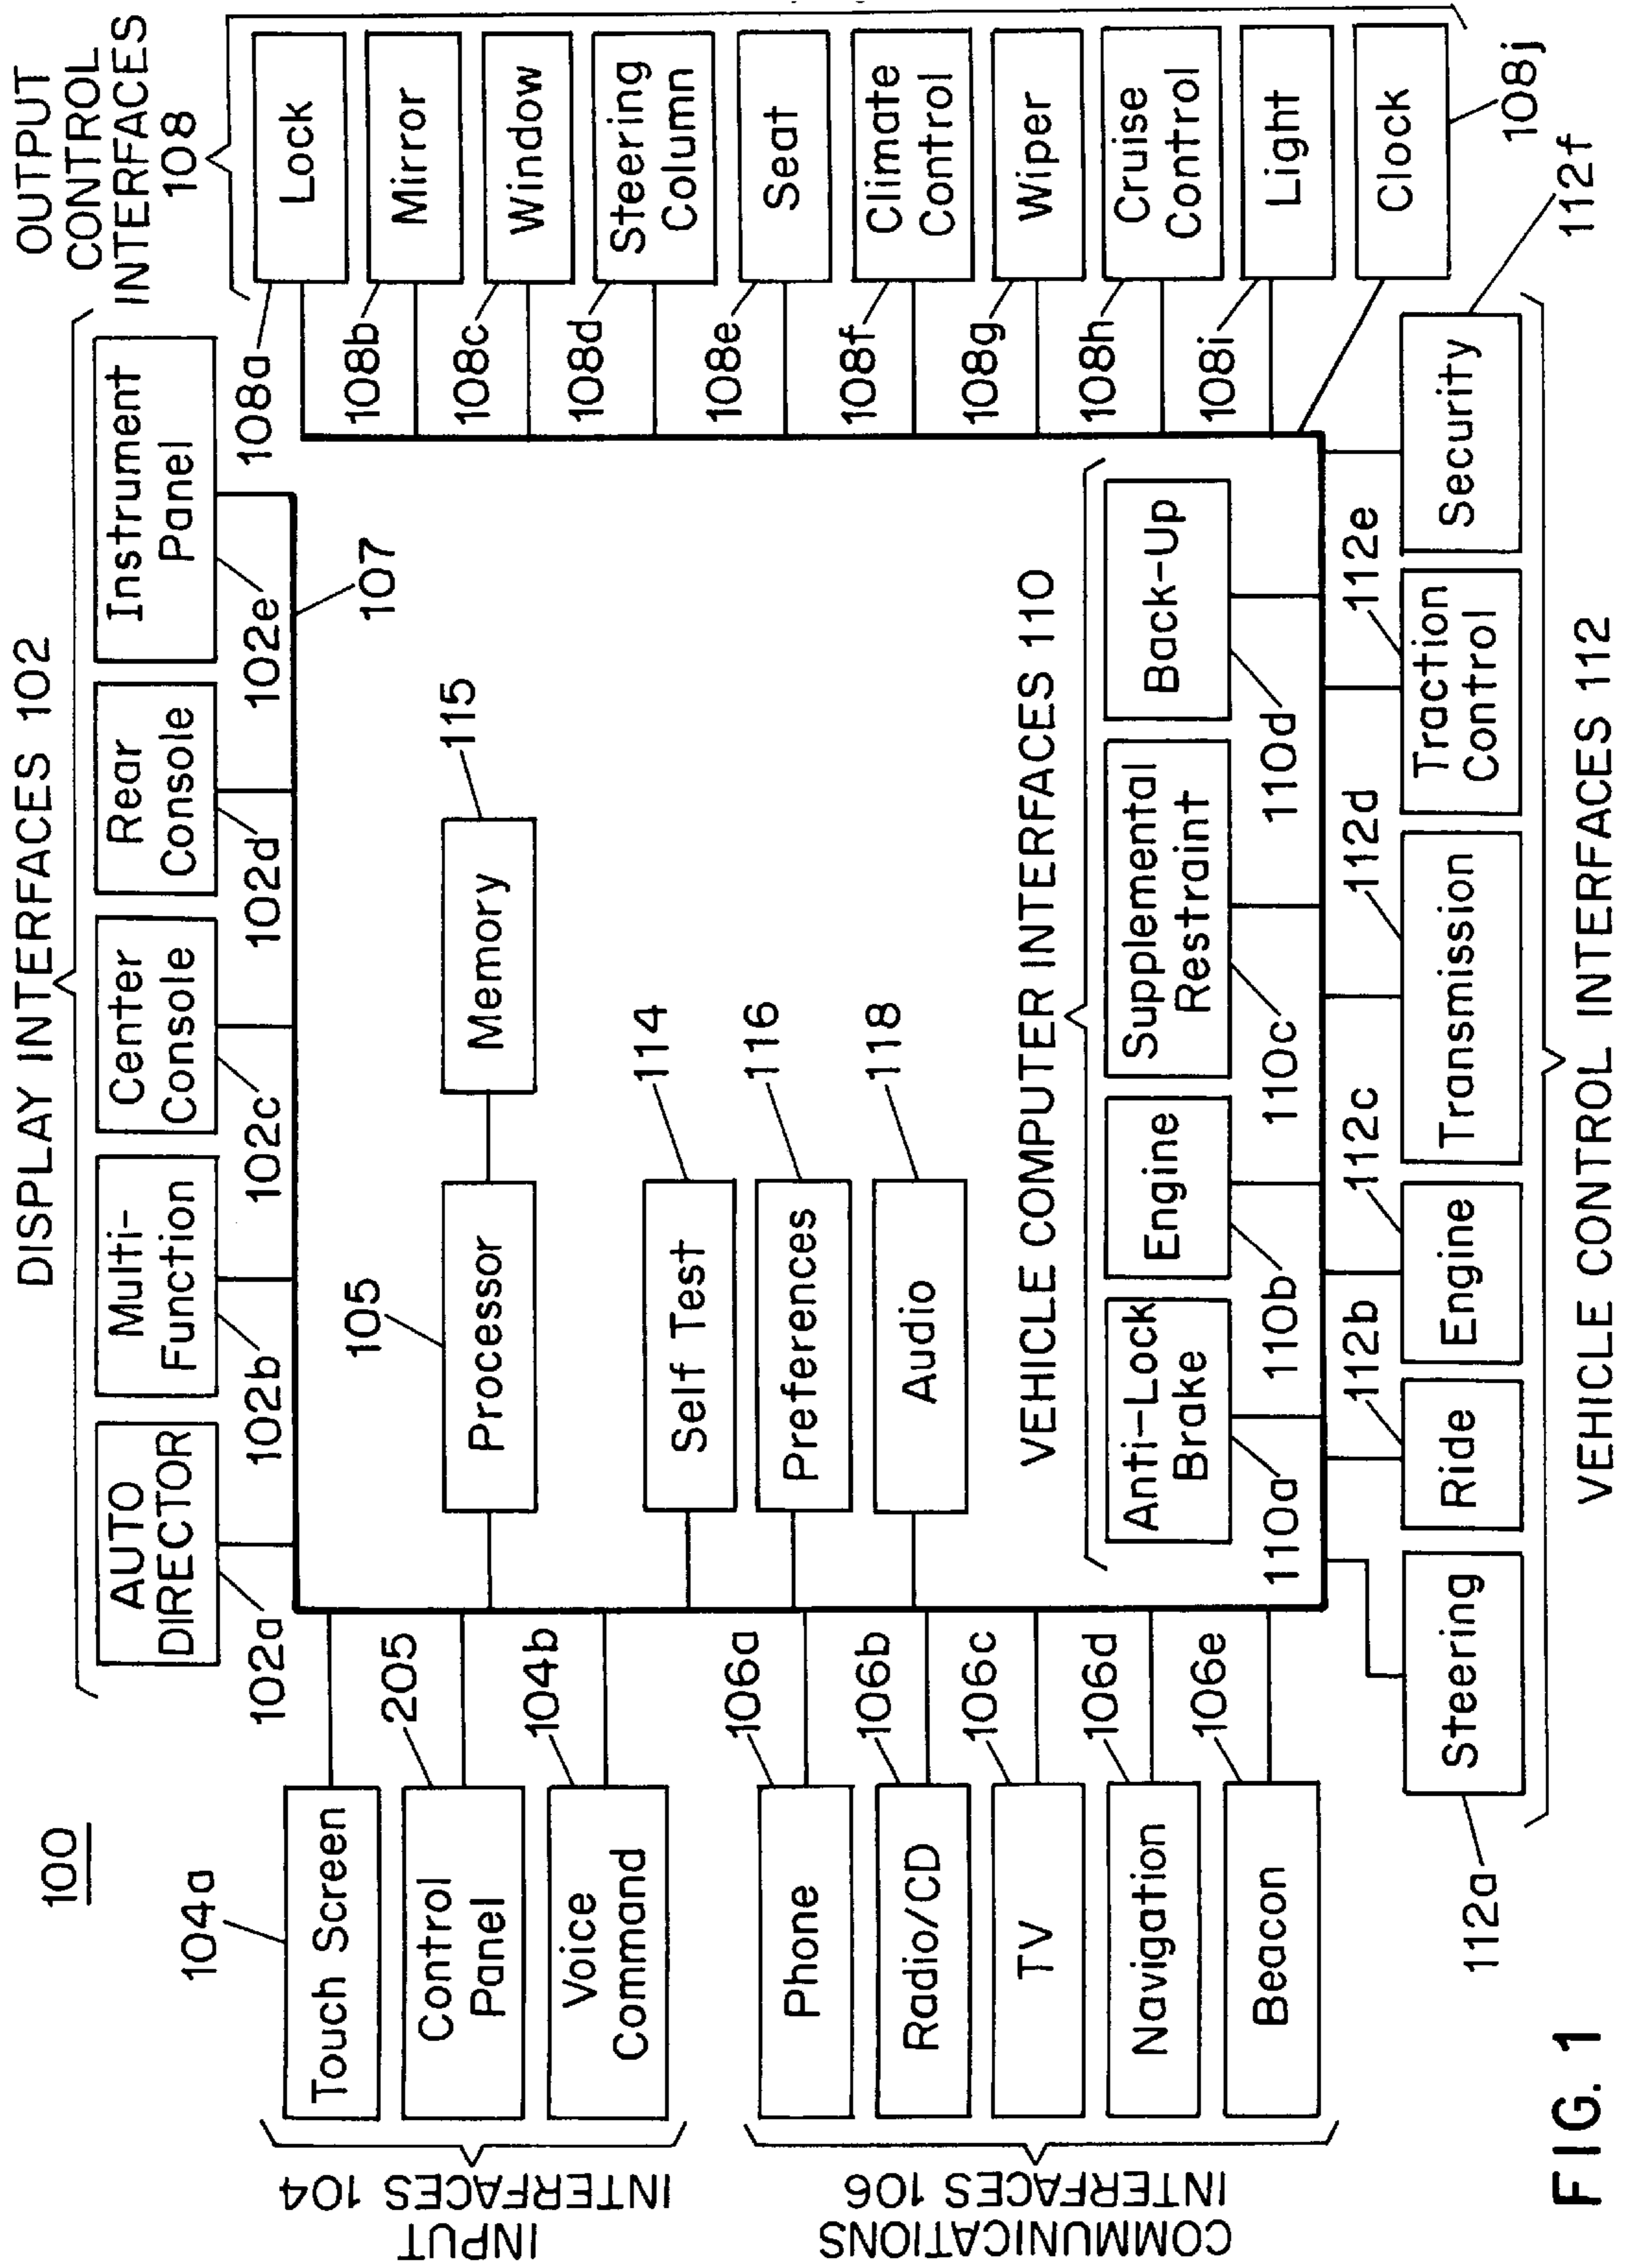 100
DISPLAY INTERFACES 102
AUTO
DIRECTOR
102a
Multi-
Function
102b
Center
Console
102c
Rear
Console
102d
Instrument
Panel
102e
107
OUTPUT
CONTROL
INTERFACES
108
Lock
108a
Mirror
108b
Window
108c
Steering
Column
108d
Seat
108e
Climate
Control
108f
Wiper
108g
Cruise
Control
108h
Light
108i
Clock
108j
INPUT
INTERFACES 104
104a
Touch Screen
205
Control
Panel
104b
Voice
Command
COMMUNICATIONS
INTERFACES 106
106a
Phone
106b
Radio/CD
106c
TV
106d
Navigation
106e
Beacon
105
Processor
Memory
115
Self Test
114
Preferences
116
Audio
118
VEHICLE COMPUTER INTERFACES 110
Anti-Lock
Brake
110a
Engine
110b
Supplemental
Restraint
110c
Back-Up
110d
Steering
112a
Ride
112b
Engine
112c
Transmission
112d
Traction
Control
112e
Security
112f
VEHICLE CONTROL INTERFACES 112
FIG. 1